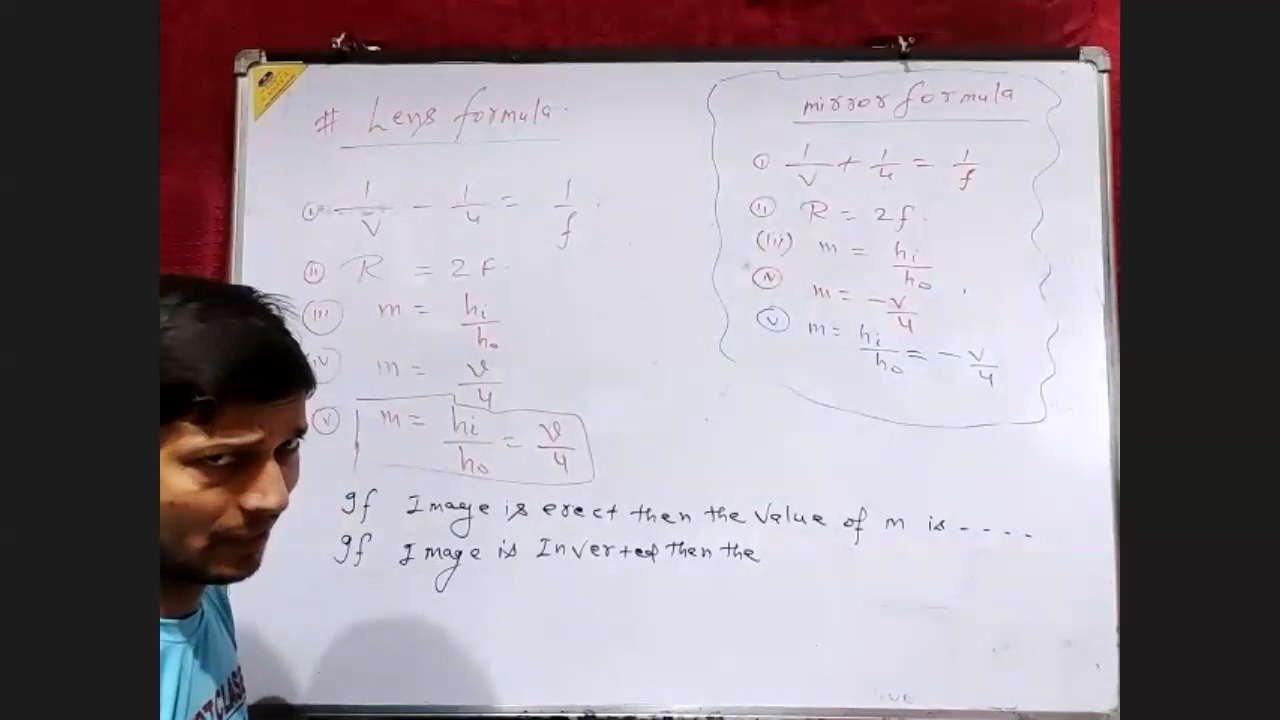 # Lens formula.
(i) 1/V - 1/u = 1/f
(ii) R = 2f.
(iii) m = hi/ho
(iv) m = v/u
(v) m = hi/ho = v/u
If Image is erect then the value of m is - - - -
If Image is Inverted then the
mirror formula
(i) 1/V + 1/u = 1/f
(ii) R = 2f.
(iii) m = hi/ho
(iv) m = -v/u
(v) m = hi/ho = -v/u